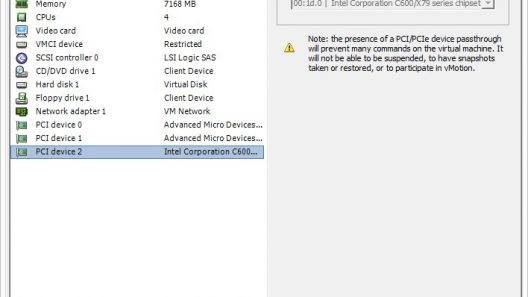 Memory 7168 MB
CPUs 4
Video card Video card
VMCI device Restricted
SCSI controller 0 LSI Logic SAS
CD/DVD drive 1 Client Device
Hard disk 1 Virtual Disk
Floppy drive 1 Client Device
Network adapter 1 VM Network
PCI device 0 Advanced Micro Devices...
PCI device 1 Advanced Micro Devices...
PCI device 2 Intel Corporation C600...
00:1d.0 | Intel Corporation C600/X79 series chipset
Note: the presence of a PCI/PCIe device passthrough
will prevent many commands on the virtual machine. It
will not be able to be suspended, to have snapshots
taken or restored, or to participate in vMotion.